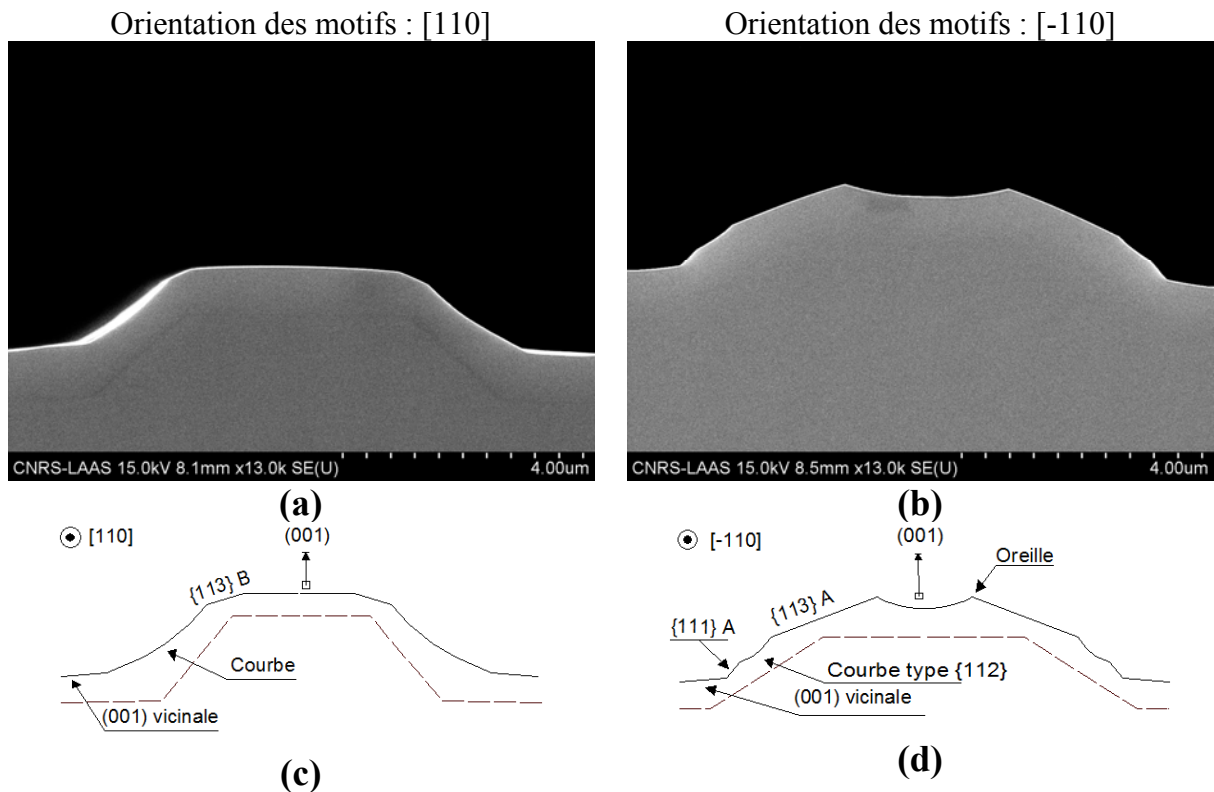 Orientation des motifs : [110]
Orientation des motifs : [-110]
CNRS-LAAS 15.0kV 8.1mm x13.0k SE(U) 4.00um
CNRS-LAAS 15.0kV 8.5mm x13.0k SE(U) 4.00um
(a)
(b)
[110]
(001)
{113} B
Courbe
(001) vicinale
(c)
[-110]
(001)
Oreille
{113} A
{111} A
Courbe type {112}
(001) vicinale
(d)